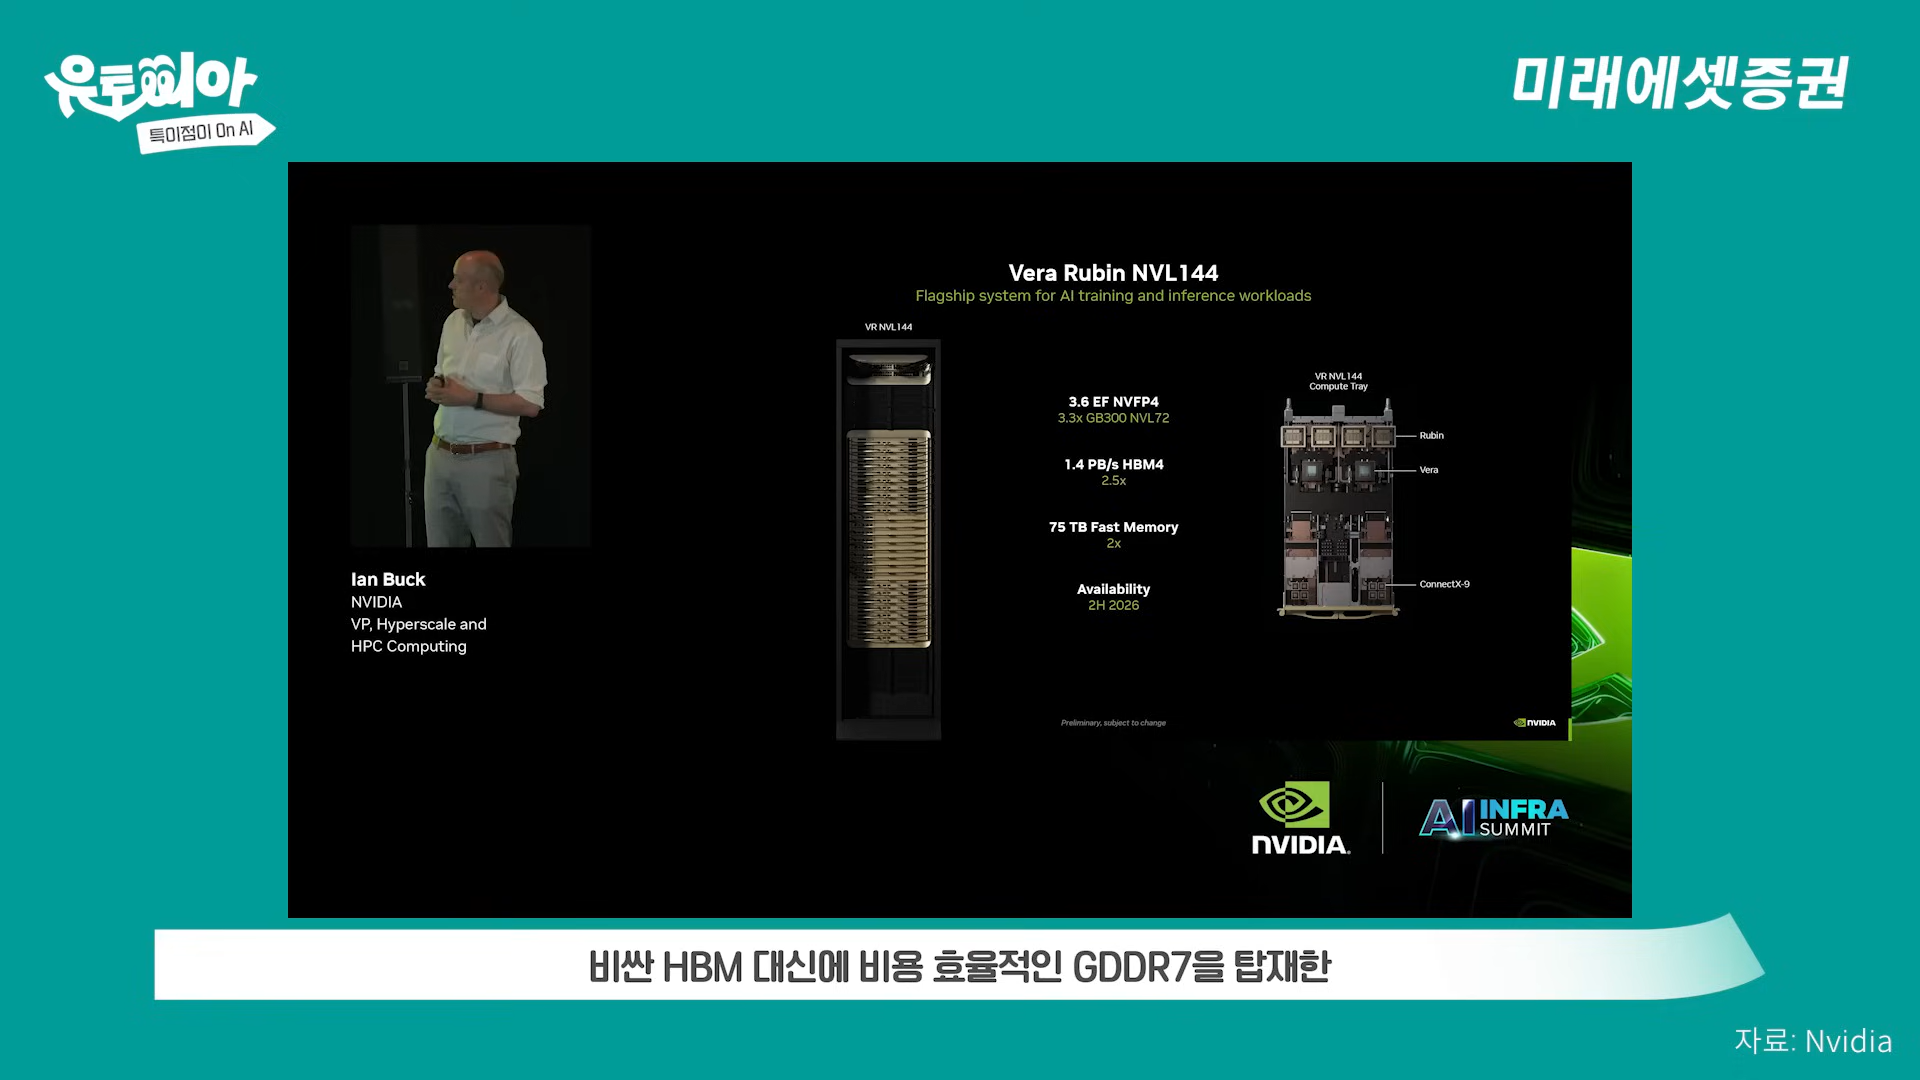 유토피아
특이점이 On AI
미래에셋증권
Vera Rubin NVL144
Flagship system for AI training and inference workloads
VR NVL144
3.6 EF NVFP4
3.3x GB300 NVL72
1.4 PB/s HBM4
2.5x
75 TB Fast Memory
2x
Availability
2H 2026
VR NVL144
Compute Tray
Rubin
Vera
ConnectX-9
Ian Buck
NVIDIA
VP, Hyperscale and
HPC Computing
Preliminary, subject to change
NVIDIA
NVIDIA.
AI INFRA
SUMMIT
비싼 HBM 대신에 비용 효율적인 GDDR7을 탑재한
자료: Nvidia